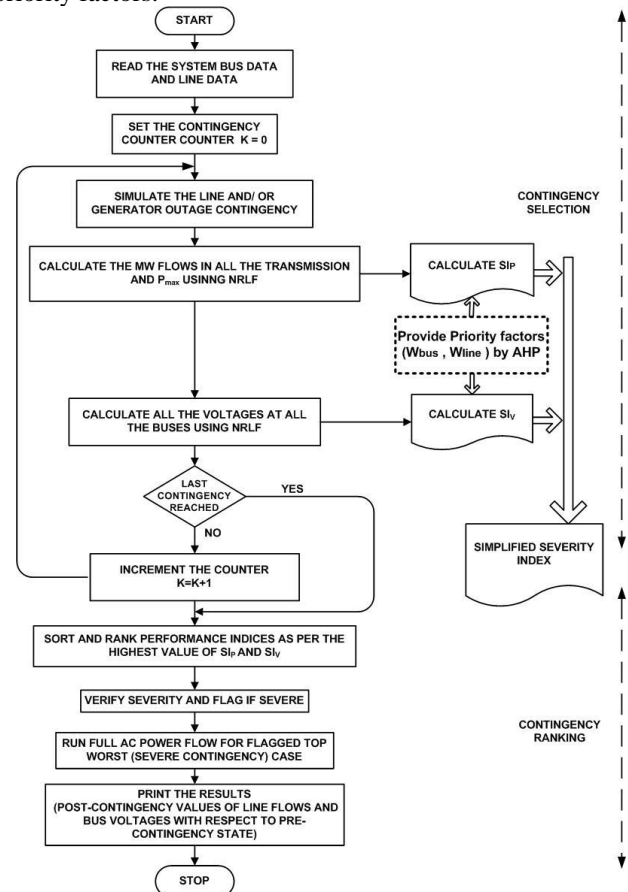 priority factors.
START
READ THE SYSTEM BUS DATA
AND LINE DATA
SET THE CONTINGENCY
COUNTER COUNTER K = 0
SIMULATE THE LINE AND/ OR
GENERATOR OUTAGE CONTINGENCY
CONTINGENCY
SELECTION
CALCULATE THE MW FLOWS IN ALL THE TRANSMISSION
AND Pmax USINNG NRLF
CALCULATE SIP
Provide Priority factors
(Wbus , Wline ) by AHP
CALCULATE ALL THE VOLTAGES AT ALL
THE BUSES USING NRLF
CALCULATE SIV
LAST
CONTINGENCY
REACHED
YES
NO
SIMPLIFIED SEVERITY
INDEX
INCREMENT THE COUNTER
K=K+1
SORT AND RANK PERFORMANCE INDICES AS PER THE
HIGHEST VALUE OF SIP AND SIV
VERIFY SEVERITY AND FLAG IF SEVERE
CONTINGENCY
RANKING
RUN FULL AC POWER FLOW FOR FLAGGED TOP
WORST (SEVERE CONTINGENCY) CASE
PRINT THE RESULTS
(POST-CONTINGENCY VALUES OF LINE FLOWS AND
BUS VOLTAGES WITH RESPECT TO PRE-
CONTINGENCY STATE)
STOP